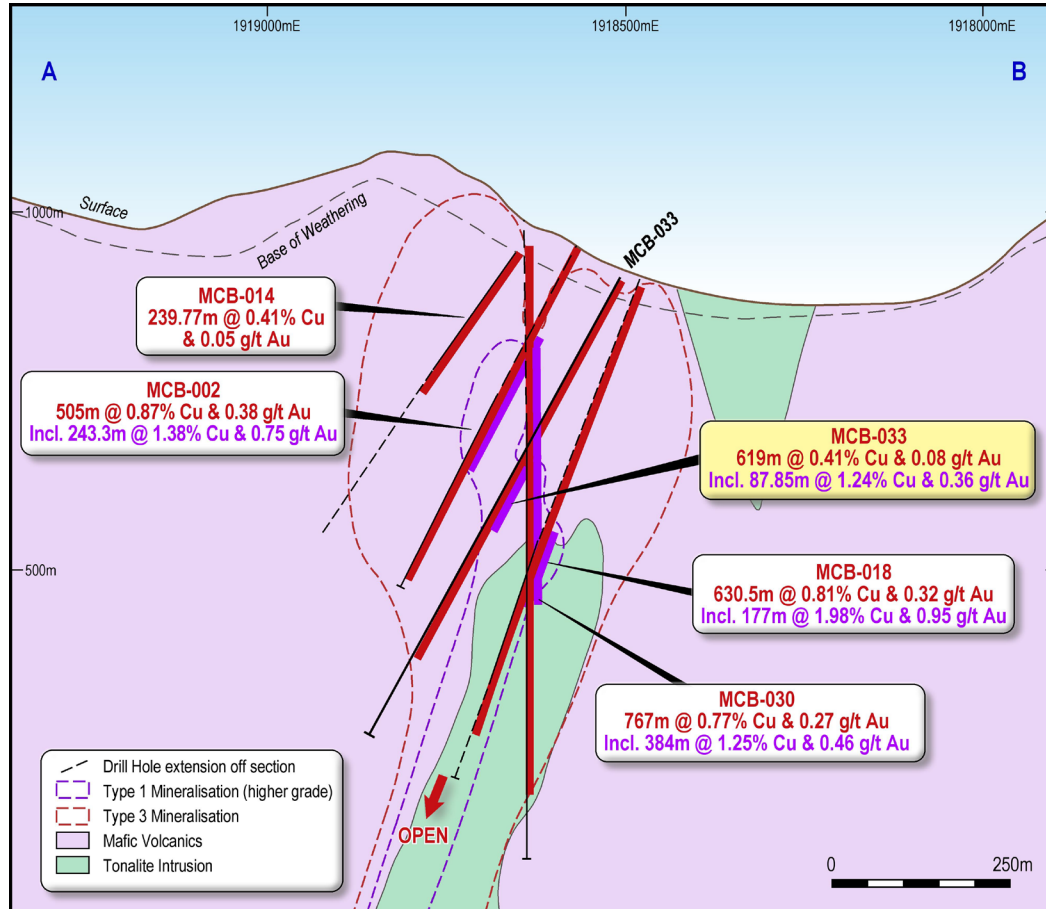 1919000mE
1918500mE
1918000mE
A
B
Surface
1000m
Base of Weathering
MCB-033
MCB-014
239.77m @ 0.41% Cu
& 0.05 g/t Au
MCB-002
505m @ 0.87% Cu & 0.38 g/t Au
Incl. 243.3m @ 1.38% Cu & 0.75 g/t Au
MCB-033
619m @ 0.41% Cu & 0.08 g/t Au
Incl. 87.85m @ 1.24% Cu & 0.36 g/t Au
500m
MCB-018
630.5m @ 0.81% Cu & 0.32 g/t Au
Incl. 177m @ 1.98% Cu & 0.95 g/t Au
MCB-030
767m @ 0.77% Cu & 0.27 g/t Au
Incl. 384m @ 1.25% Cu & 0.46 g/t Au
Drill Hole extension off section
Type 1 Mineralisation (higher grade)
Type 3 Mineralisation
Mafic Volcanics
Tonalite Intrusion
OPEN
0
250m